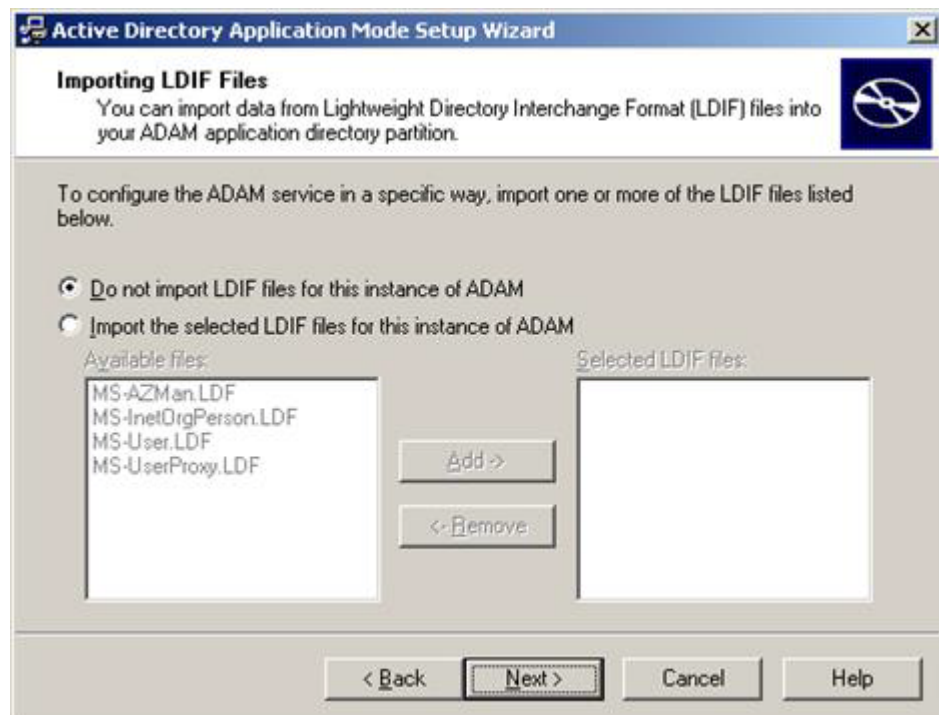 Active Directory Application Mode Setup Wizard
Importing LDIF Files
You can import data from Lightweight Directory Interchange Format (LDIF) files into
your ADAM application directory partition.
To configure the ADAM service in a specific way, import one or more of the LDIF files listed
below.
Do not import LDIF files for this instance of ADAM
Import the selected LDIF files for this instance of ADAM
Available files:
Selected LDIF files:
MS-AZMan.LDF
MS-InetOrgPerson.LDF
MS-User.LDF
MS-UserProxy.LDF
Add ->
<- Remove
< Back
Next >
Cancel
Help